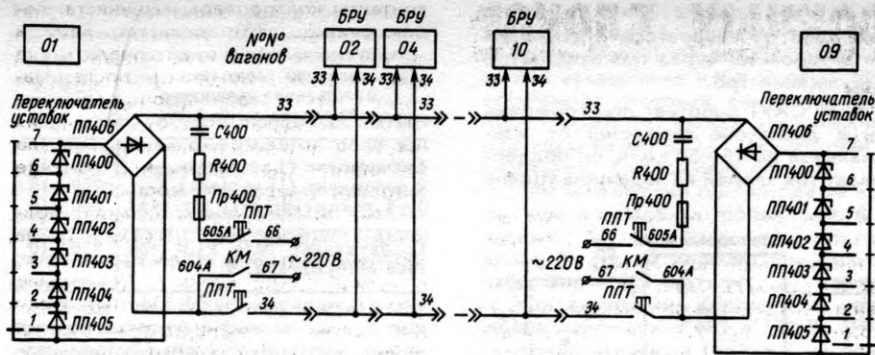 01
N°N° вагонов
БРУ
02
БРУ
04
БРУ
10
09
33
34
33
34
33
34
33
33
33
Переключатель уставок
ПП406
7
6
5
4
3
2
1
ПП400
ПП401
ПП402
ПП403
ПП404
ПП405
С400
R400
Пр400
ППТ
605А
66
КМ
67
~220В
604А
ППТ
34
34
34
С400
R400
Пр400
ППТ
66
605А
~220В
67
КМ
604А
ППТ
34
Переключатель уставок
ПП406
7
6
5
4
3
2
1
ПП400
ПП401
ПП402
ПП403
ПП404
ПП405